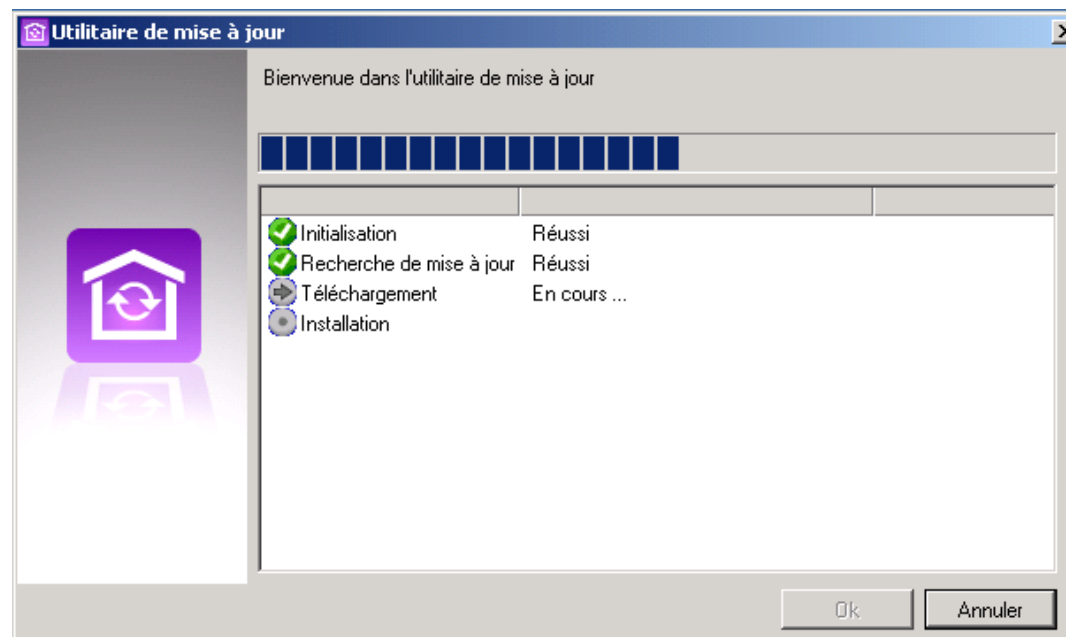 Utilitaire de mise à jour
Bienvenue dans l'utilitaire de mise à jour
Initialisation Réussi
Recherche de mise à jour Réussi
Téléchargement En cours ...
Installation
Ok Annuler